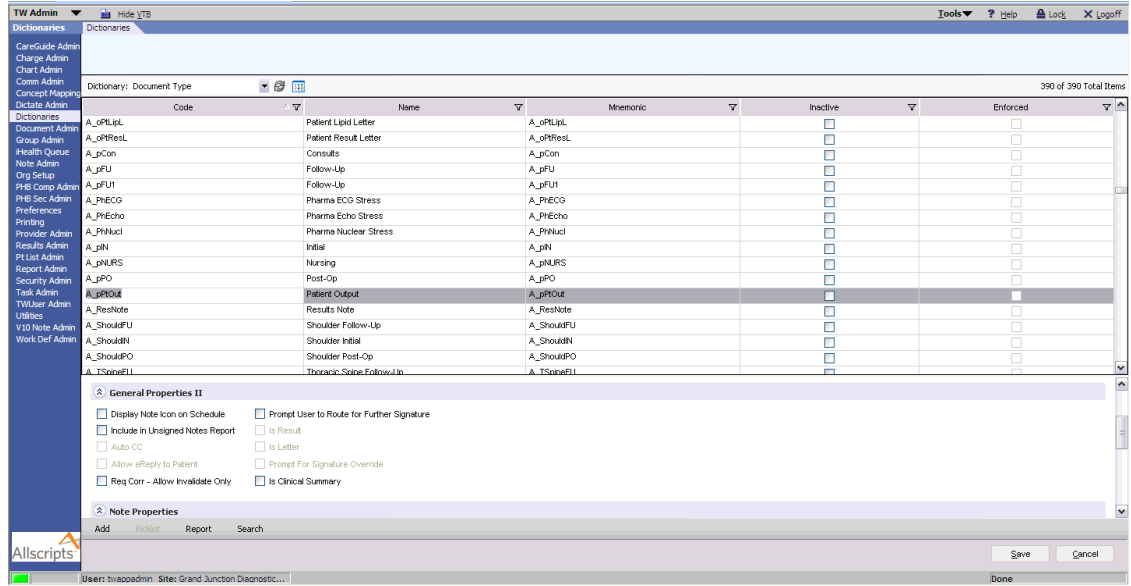 TW Admin Hide VTB Tools ? Help Lock X Logoff
Dictionaries Dictionaries
CareGuide Admin
Charge Admin
Chart Admin
Comm Admin
Concept Mapping
Dictate Admin
Dictionaries
Document Admin
Group Admin
iHealth Queue
Note Admin
Org Setup
PHB Comp Admin
PHB Sec Admin
Preferences
Printing
Provider Admin
Results Admin
Pt List Admin
Report Admin
Security Admin
Task Admin
TWUser Admin
Utilities
V10 Note Admin
Work Def Admin
Dictionary: Document Type 390 of 390 Total Items
Code Name Mnemonic Inactive Enforced
A_oPtLipL Patient Lipid Letter A_oPtLipL
A_oPtResL Patient Result Letter A_oPtResL
A_pCon Consults A_pCon
A_pFU Follow-Up A_pFU
A_pFU1 Follow-Up A_pFU1
A_PhECG Pharma ECG Stress A_PhECG
A_PhEcho Pharma Echo Stress A_PhEcho
A_PhNucl Pharma Nuclear Stress A_PhNucl
A_pIN Initial A_pIN
A_pNURS Nursing A_pNURS
A_pPO Post-Op A_pPO
A_pPtOut Patient Output A_pPtOut
A_ResNote Results Note A_ResNote
A_ShouldFU Shoulder Follow-Up A_ShouldFU
A_ShouldIN Shoulder Initial A_ShouldIN
A_ShouldPO Shoulder Post-Op A_ShouldPO
A_TSpineFU Thoracic Spine Follow-Up A_TSpineFU
General Properties II
Display Note Icon on Schedule Prompt User to Route for Further Signature
Include in Unsigned Notes Report Is Result
Auto CC Is Letter
Allow eReply to Patient Prompt For Signature Override
Req Corr - Allow Invalidate Only Is Clinical Summary
Note Properties
Add Picklist Report Search
Allscripts
Save Cancel
User: twappadmin Site: Grand Junction Diagnostic... Done